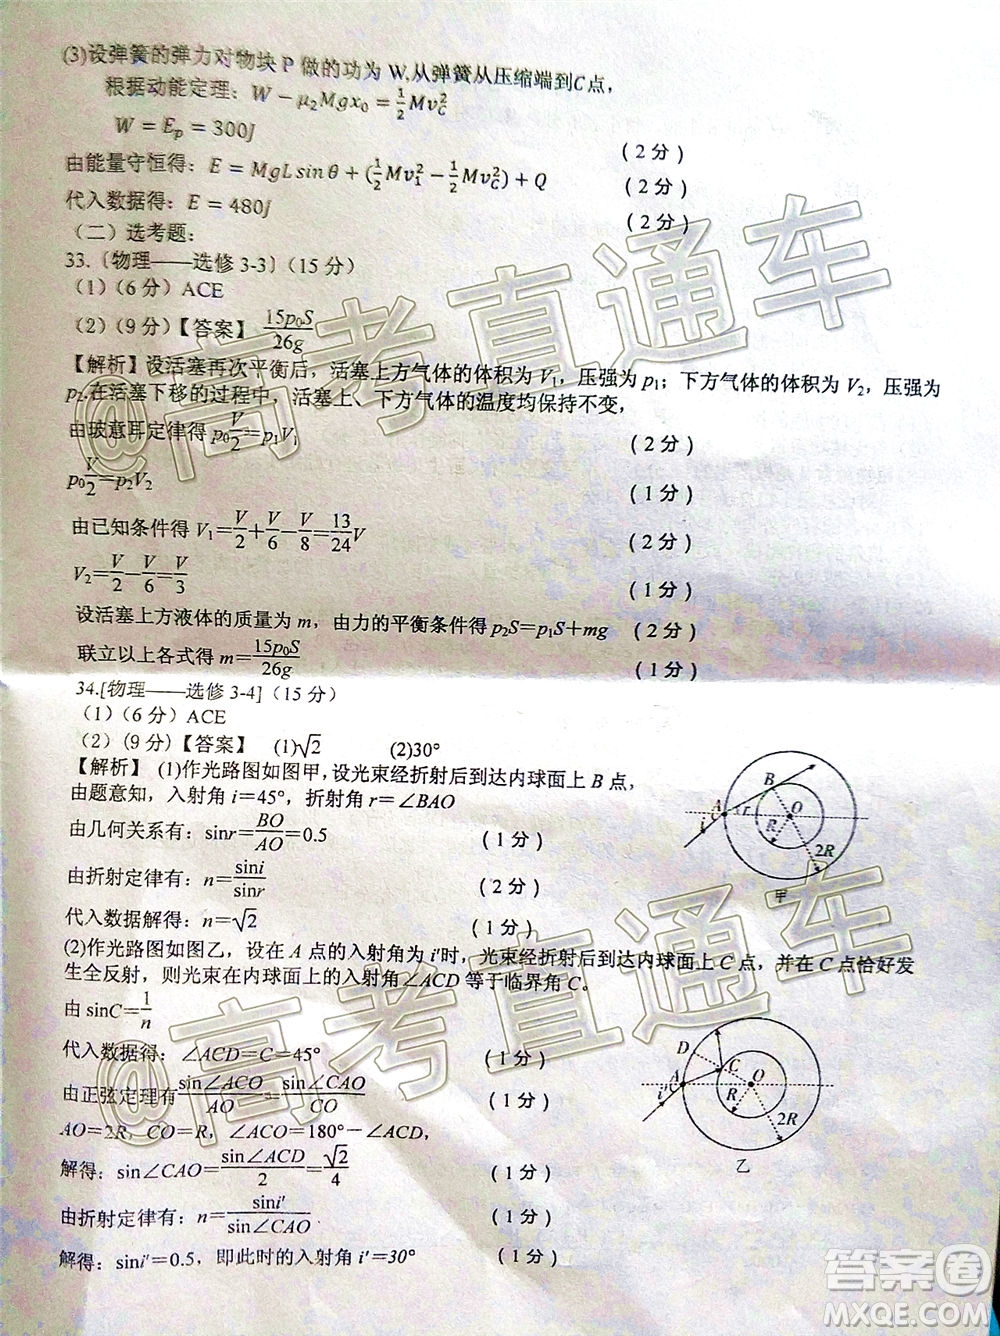 (3)设弹簧的弹力对物块 P 做的功为 W,从弹簧从压缩端到C点,
根据动能定理: W − μ₂Mgx₀ = ½Mv_C²
W = E_p = 300J (2 分)
由能量守恒得: E = MgL sin θ + (½Mv₁² − ½Mv_C²) + Q (2 分)
代入数据得: E = 480J (2 分)
(二) 选考题:
33.〔物理——选修 3-3〕(15 分)
(1)(6 分)ACE
(2)(9 分)【答案】 15p₀S/26g
【解析】设活塞再次平衡后，活塞上方气体的体积为 V₁，压强为 p₁；下方气体的体积为 V₂，压强为
p₂.在活塞下移的过程中，活塞上、下方气体的温度均保持不变，
由玻意耳定律得 p₀V/2=p₁V₁ (2 分)
p₀V/2=p₂V₂ (1 分)
由已知条件得 V₁=V/2+V/6−V/8=13/24V (2 分)
V₂=V/2−V/6=V/3 (1 分)
设活塞上方液体的质量为 m，由力的平衡条件得 p₂S=p₁S+mg (2 分)
联立以上各式得 m=15p₀S/26g (1 分)
34.[物理——选修 3-4](15 分)
(1)(6 分)ACE
(2)(9 分)【答案】 (1)√2 (2)30°
【解析】 (1)作光路图如图甲，设光束经折射后到达内球面上 B 点，
由题意知，入射角 i＝45°，折射角 r＝∠BAO
由几何关系有: sinr＝BO/AO＝0.5 (1 分)
由折射定律有: n＝sini/sinr (2 分)
代入数据解得: n＝√2 (1 分)
A
B
C
O
r
i
R
2R
甲
(2)作光路图如图乙，设在 A 点的入射角为 i'时，光束经折射后到达内球面上 C 点，并在 C 点恰好发
生全反射，则光束在内球面上的入射角∠ACD 等于临界角 C。
由 sinC＝1/n
代入数据得: ∠ACD＝C＝45° (1 分)
由正弦定理有 sin∠ACO/AO＝sin∠CAO/CO (1 分)
AO＝2R，CO＝R，∠ACO＝180°－∠ACD，
解得: sin∠CAO＝sin∠ACD/2＝√2/4 (1 分)
由折射定律有: n＝sini'/sin∠CAO (1 分)
解得: sini'＝0.5，即此时的入射角 i'＝30° (1 分)
D
A
C
O
i'
R
2R
乙
@高考直通车
@高考直通车
答案圈
MXQE.COM